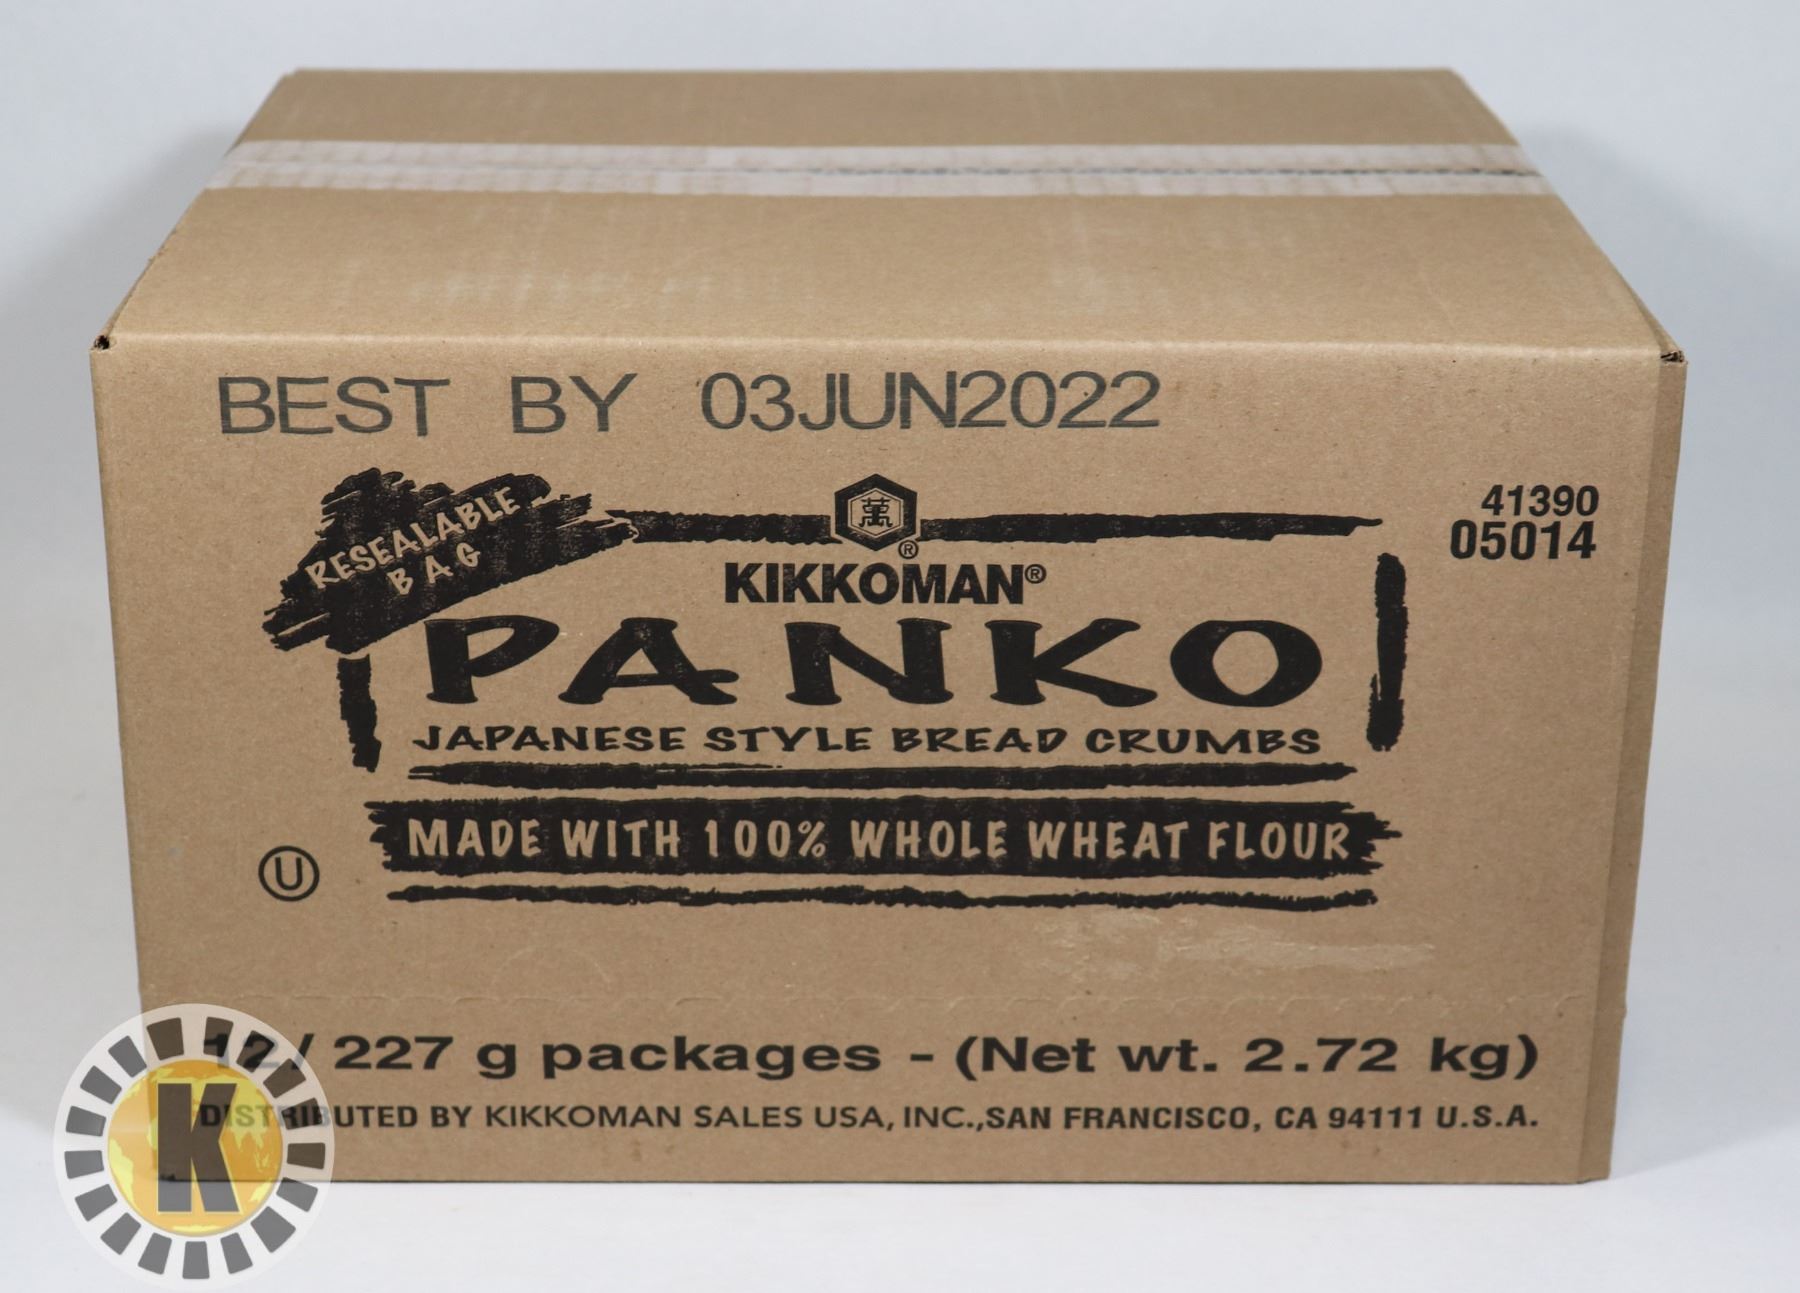 BEST BY 03JUN2022
RESEALABLE
BAG
萬
®
KIKKOMAN®
41390
05014
PANKO
JAPANESE STYLE BREAD CRUMBS
MADE WITH 100% WHOLE WHEAT FLOUR
U
12/ 227 g packages - (Net wt. 2.72 kg)
DISTRIBUTED BY KIKKOMAN SALES USA, INC.,SAN FRANCISCO, CA 94111 U.S.A.
K